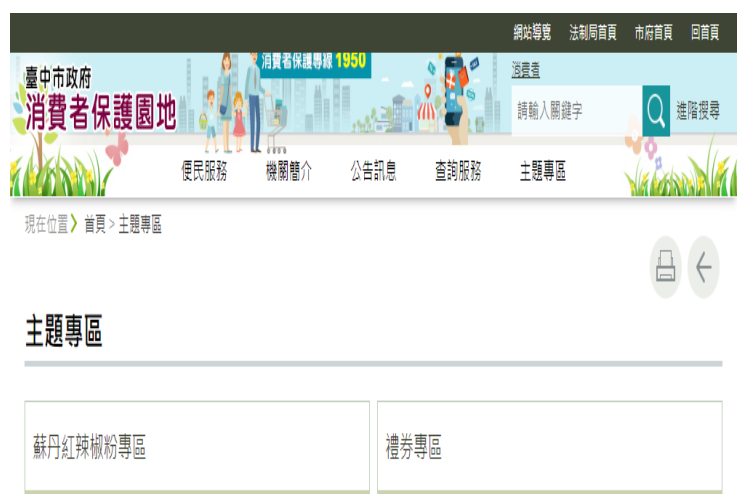 網站導覽 法制局首頁 市府首頁 回首頁
臺中市政府
消費者保護園地
消費者保護專線 1950
消費者
請輸入關鍵字 進階搜尋
便民服務 機關簡介 公告訊息 查詢服務 主題專區
現在位置 首頁 > 主題專區
主題專區
蘇丹紅辣椒粉專區 禮券專區